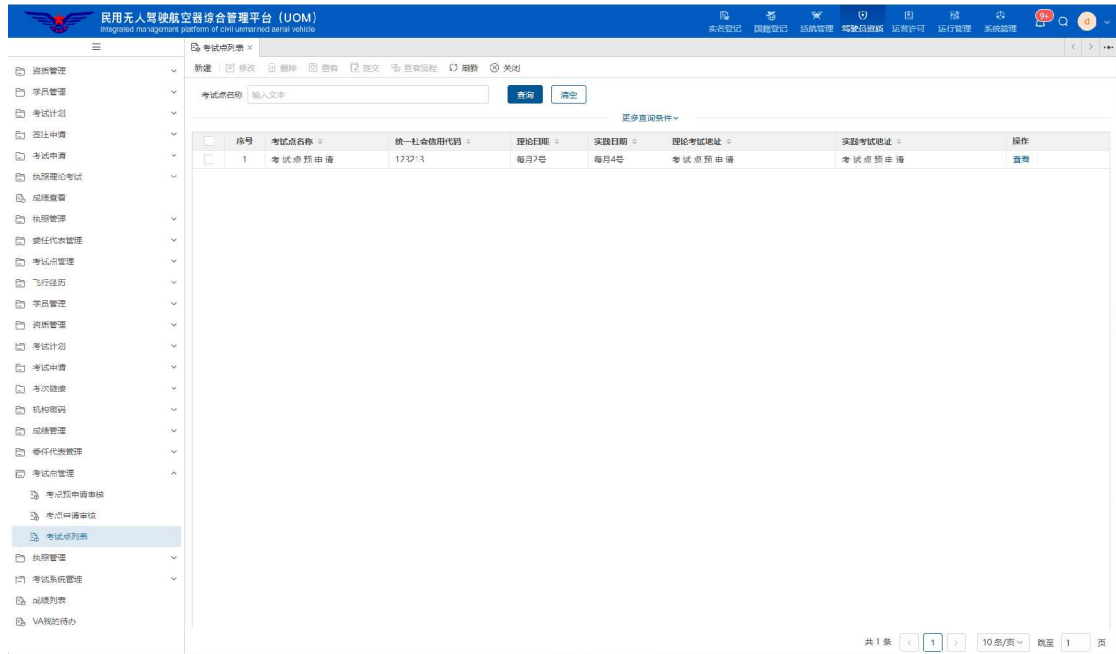 民用无人驾驶航空器综合管理平台（UOM）
Integrated management platform of civil unmanned aerial vehicle
实名登记 国籍登记 适航管理 驾驶员资质 运营许可 运行管理 系统管理 9+ d
考试点列表 ×
新建 修改 删除 查看 提交 查看流程 刷新 关闭
考试点名称 输入文本 查询 清空
更多查询条件
序号 考试点名称 统一社会信用代码 理论日期 实践日期 理论考试地址 实践考试地址 操作
1 考试点预申请 123213 每月2号 每月4号 考试点预申请 考试点预申请 查看
资质管理
学员管理
考试计划
签注申请
考试申请
执照理论考试
成绩查看
执照管理
委任代表管理
考试点管理
飞行经历
学员管理
资质管理
考试计划
考试申请
考次链接
机构密码
成绩管理
委任代表管理
考试点管理
考点预申请审核
考点申请审核
考试点列表
执照管理
考试系统管理
成绩列表
VA我的待办
共1条 < 1 > 10条/页 跳至 1 页